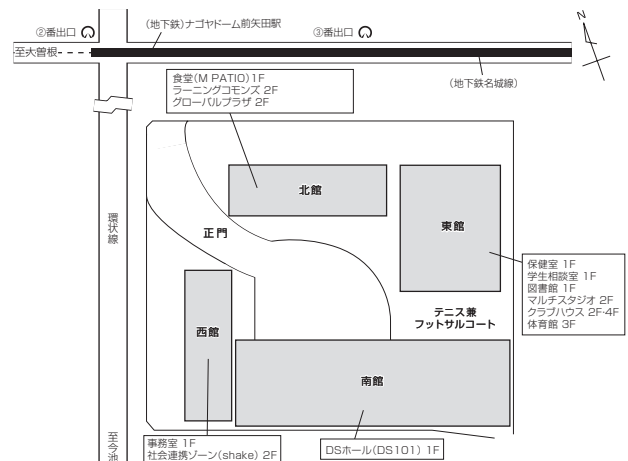 ②番出口
(地下鉄)ナゴヤドーム前矢田駅
③番出口
N
至大曽根
(地下鉄名城線)
食堂(M PATIO)1F
ラーニングコモンズ 2F
グローバルプラザ 2F
北館
東館
環状線
正門
保健室 1F
学生相談室 1F
図書館 1F
マルチスタジオ 2F
クラブハウス 2F·4F
体育館 3F
テニス兼
フットサルコート
西館
南館
至今池
事務室 1F
社会連携ゾーン(shake) 2F
DSホール(DS101) 1F